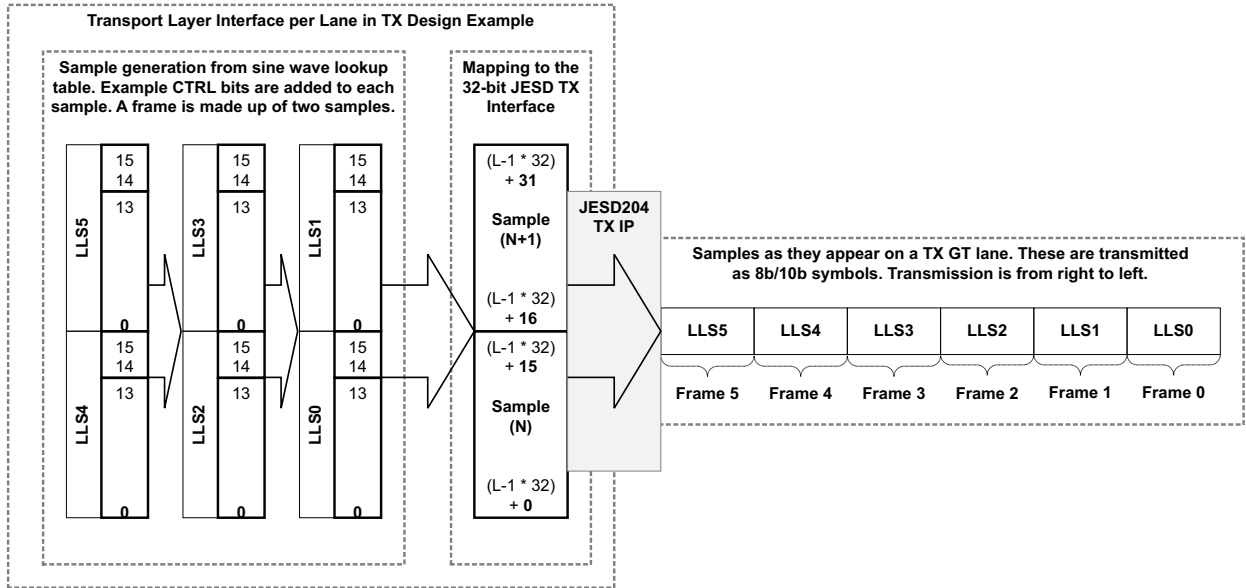 Transport Layer Interface per Lane in TX Design Example
Sample generation from sine wave lookup
table. Example CTRL bits are added to each
sample. A frame is made up of two samples.
Mapping to the
32-bit JESD TX
Interface
LLS5
15
14
13
0
LLS4
15
14
13
0
LLS3
15
14
13
0
LLS2
15
14
13
0
LLS1
15
14
13
0
LLS0
15
14
13
0
(L-1 * 32)
+ 31
Sample
(N+1)
(L-1 * 32)
+ 16
(L-1 * 32)
+ 15
Sample
(N)
(L-1 * 32)
+ 0
JESD204
TX IP
Samples as they appear on a TX GT lane. These are transmitted
as 8b/10b symbols. Transmission is from right to left.
LLS5 LLS4 LLS3 LLS2 LLS1 LLS0
Frame 5 Frame 4 Frame 3 Frame 2 Frame 1 Frame 0